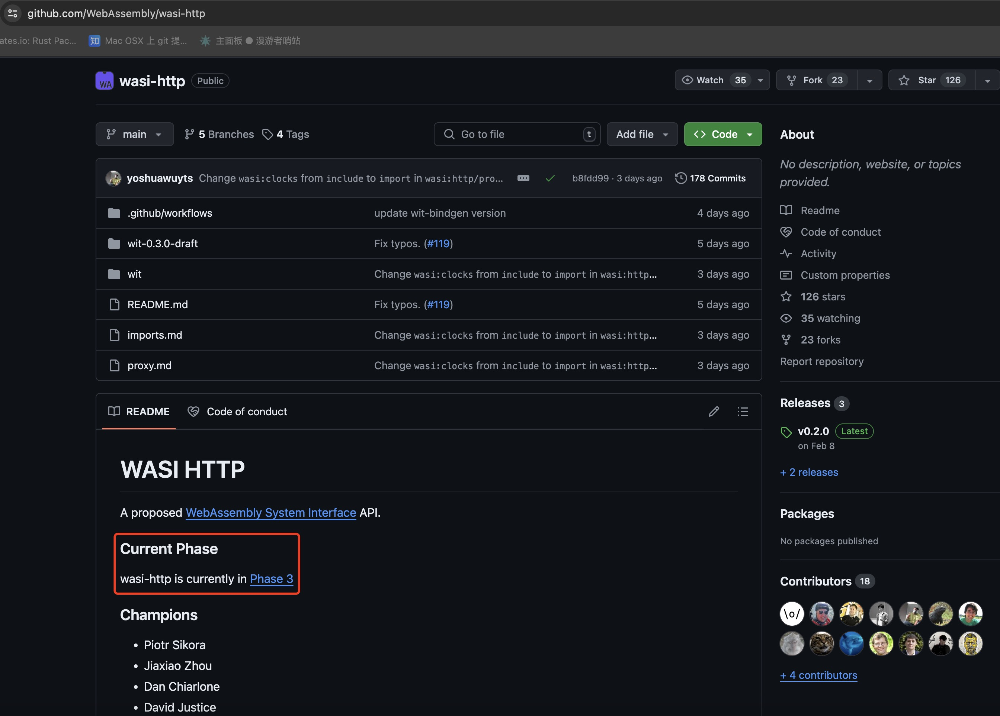 github.com/WebAssembly/wasi-http
ates.io: Rust Pac... 知 Mac OSX 上 git 提... 主面板 ● 漫游者哨站
WA wasi-http Public Watch 35 Fork 23 Star 126
main 5 Branches 4 Tags Go to file t Add file Code
yoshuawuyts Change wasi:clocks from include to import in wasi:http/pro... b8fdd99 · 3 days ago 178 Commits
.github/workflows update wit-bindgen version 4 days ago
wit-0.3.0-draft Fix typos. (#119) 5 days ago
wit Change wasi:clocks from include to import in wasi:http... 3 days ago
README.md Fix typos. (#119) 5 days ago
imports.md Change wasi:clocks from include to import in wasi:http... 3 days ago
proxy.md Change wasi:clocks from include to import in wasi:http... 3 days ago
README Code of conduct
WASI HTTP
A proposed WebAssembly System Interface API.
Current Phase
wasi-http is currently in Phase 3
Champions
• Piotr Sikora
• Jiaxiao Zhou
• Dan Chiarlone
• David Justice
About
No description, website, or topics
provided.
Readme
Code of conduct
Activity
Custom properties
126 stars
35 watching
23 forks
Report repository
Releases 3
v0.2.0 Latest
on Feb 8
+ 2 releases
Packages
No packages published
Contributors 18
\o/
+ 4 contributors